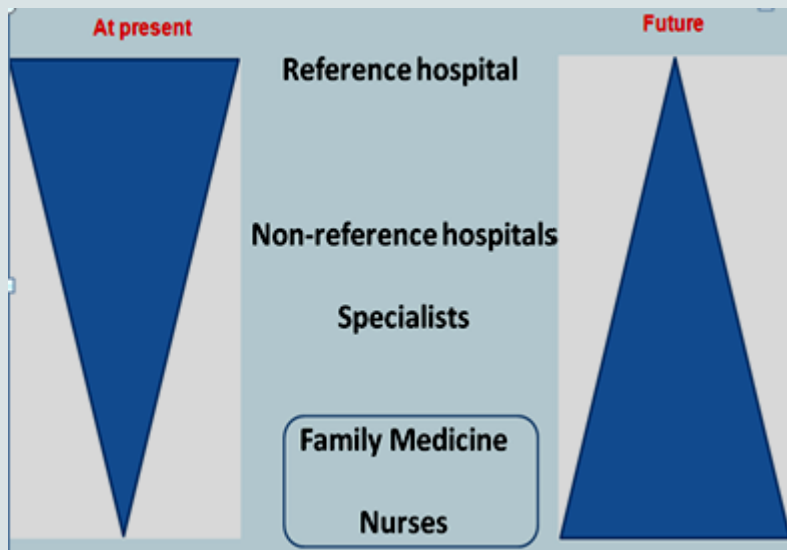 At present
Future
Reference hospital
Non-reference hospitals
Specialists
Family Medicine
Nurses